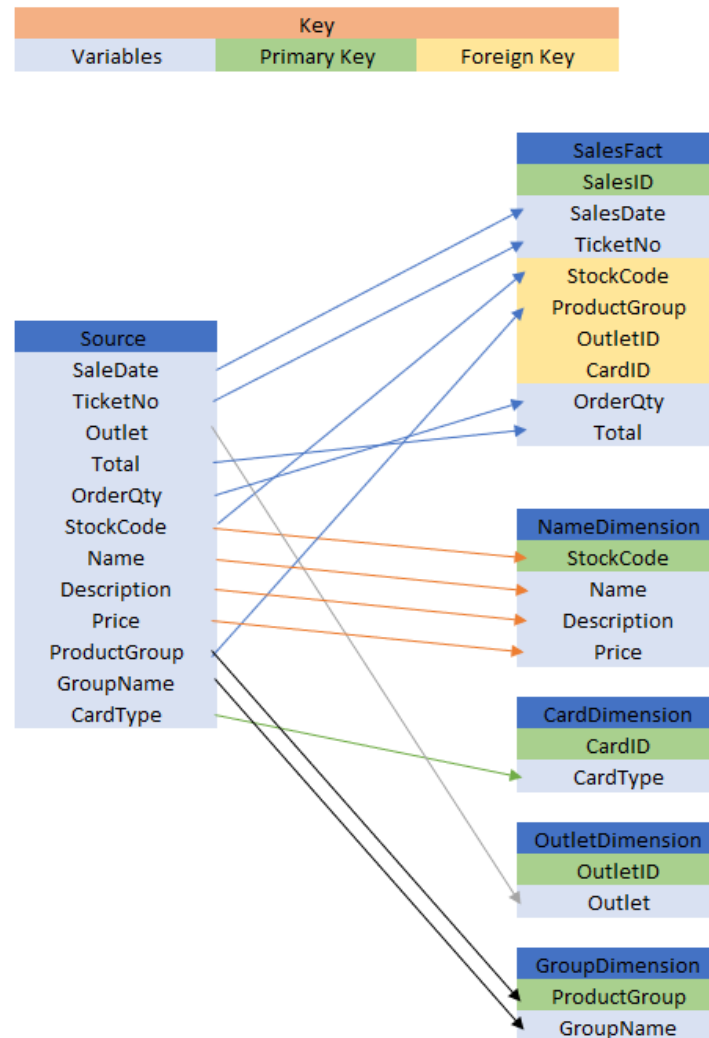 Key
Variables Primary Key Foreign Key
SalesFact
SalesID
SalesDate
TicketNo
StockCode
ProductGroup
OutletID
CardID
OrderQty
Total
Source
SaleDate
TicketNo
Outlet
Total
OrderQty
StockCode
Name
Description
Price
ProductGroup
GroupName
CardType
NameDimension
StockCode
Name
Description
Price
CardDimension
CardID
CardType
OutletDimension
OutletID
Outlet
GroupDimension
ProductGroup
GroupName